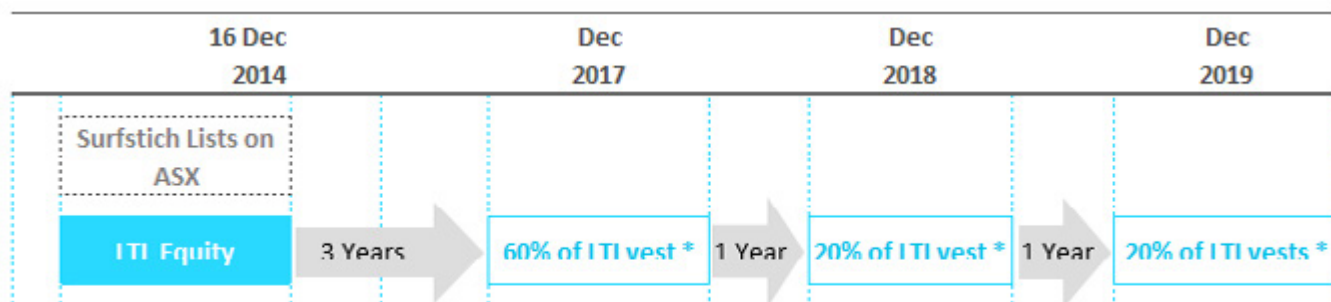 16 Dec Dec Dec Dec
2014 2017 2018 2019
Surfstich Lists on
ASX
LTI Equity 3 Years 60% of LTI vest * 1 Year 20% of LTI vest * 1 Year 20% of LTI vests *